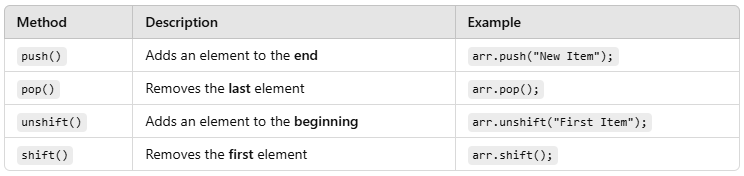 Method Description Example
push() Adds an element to the end arr.push("New Item");
pop() Removes the last element arr.pop();
unshift() Adds an element to the beginning arr.unshift("First Item");
shift() Removes the first element arr.shift();